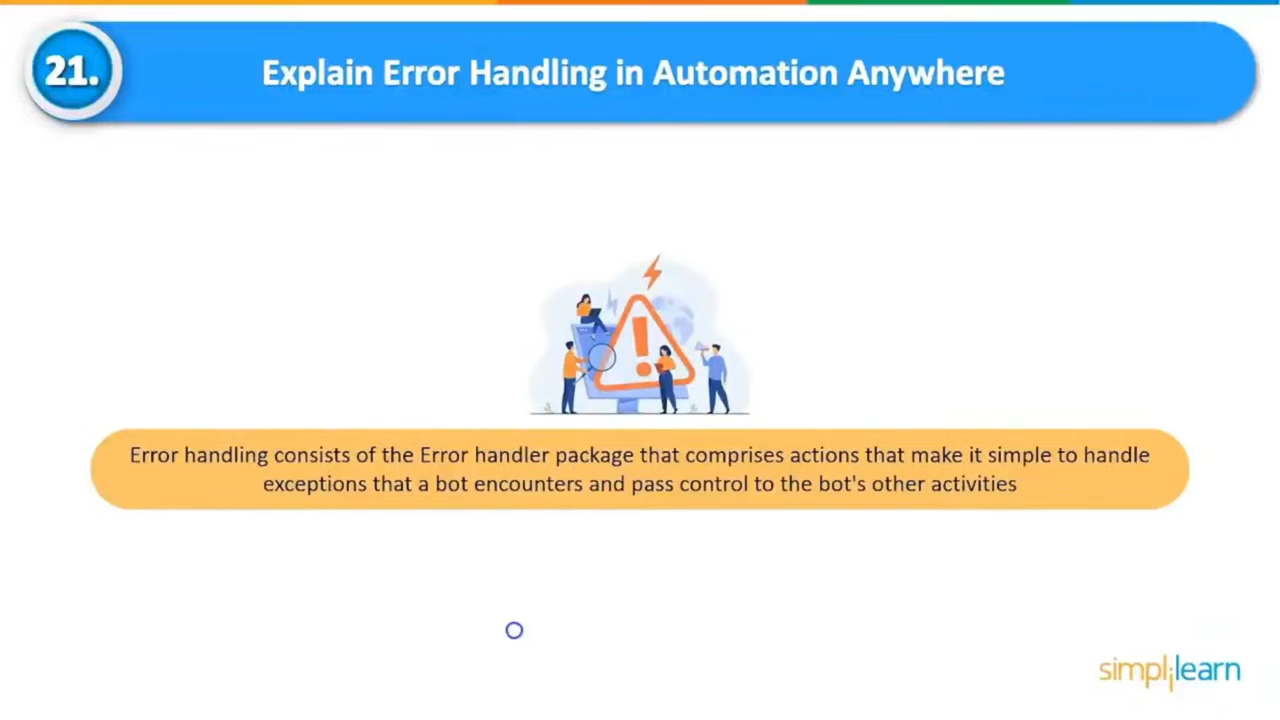 21.
Explain Error Handling in Automation Anywhere
Error handling consists of the Error handler package that comprises actions that make it simple to handle
exceptions that a bot encounters and pass control to the bot's other activities
simplilearn